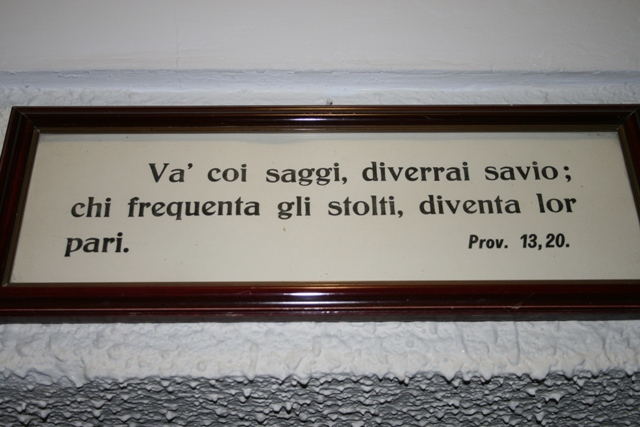 Va' coi saggi, diverrai savio;
chi frequenta gli stolti, diventa lor
pari. Prov. 13,20.